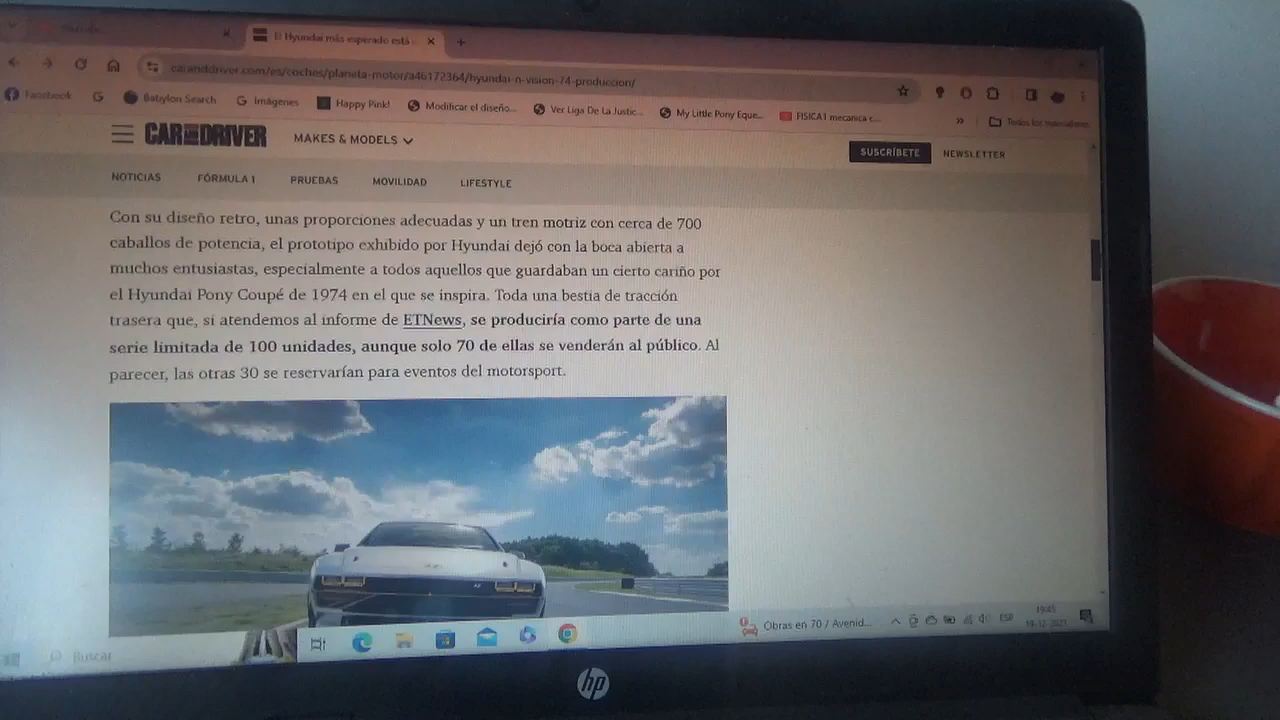 El Hyundai más esperado está
caranddriver.com/es/coches/planeta-motor/a46172364/hyundai-n-vision-74-produccion/
Facebook
G
Babylon Search
Imágenes
Happy Pink!
Modificar el diseño...
Ver Liga De La Justic...
My Little Pony Eque...
FISICA I mecanica c...
»
Todos los marcadores
CAR AND DRIVER
MAKES & MODELS
SUSCRÍBETE
NEWSLETTER
NOTICIAS
FÓRMULA 1
PRUEBAS
MOVILIDAD
LIFESTYLE
Con su diseño retro, unas proporciones adecuadas y un tren motriz con cerca de 700
caballos de potencia, el prototipo exhubido por Hyundai dejó con la boca abierta a
muchos entusiastas, especialmente a todos aquellos que guardaban un cierto cariño por
el Hyundai Pony Coupé de 1974 en el que se inspira. Toda una bestia de tracción
trasera que, si atendemos al informe de ETNews, se produciría como parte de una
serie limitada de 100 unidades, aunque solo 70 de ellas se venderán al público. Al
parecer, las otras 30 se reservarían para eventos del motorsport.
Buscar
Obras en 70 / Avenid...
ESP
19:45
hp